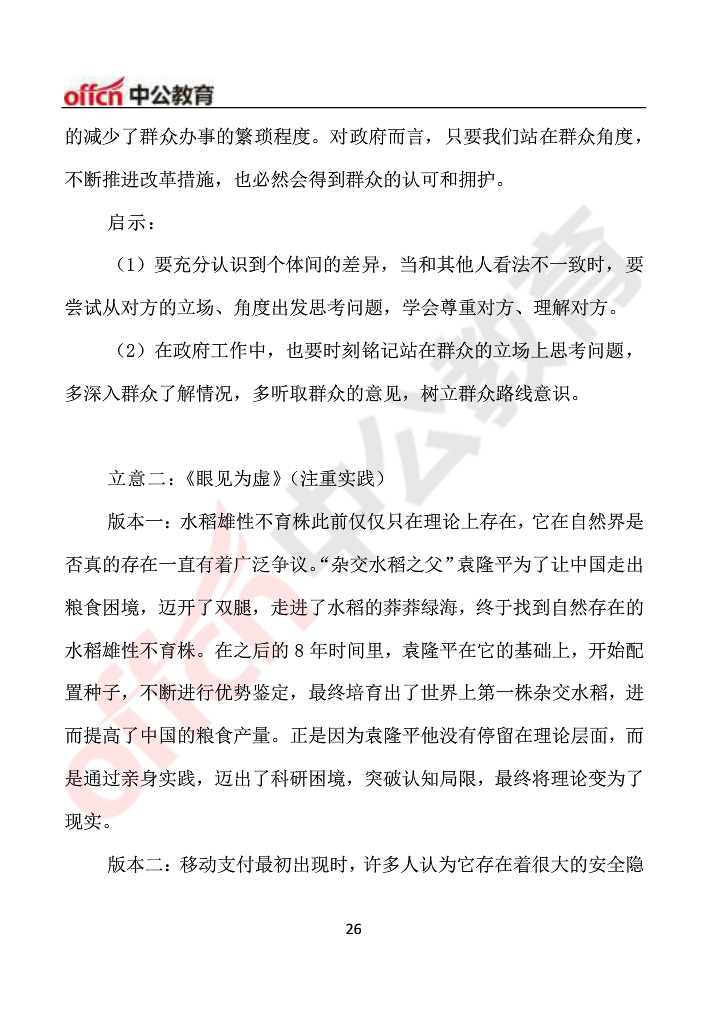 offcn 中公教育
的减少了群众办事的繁琐程度。对政府而言，只要我们站在群众角度，
不断推进改革措施，也必然会得到群众的认可和拥护。
启示：
（1）要充分认识到个体间的差异，当和其他人看法不一致时，要
尝试从对方的立场、角度出发思考问题，学会尊重对方、理解对方。
（2）在政府工作中，也要时刻铭记站在群众的立场上思考问题，
多深入群众了解情况，多听取群众的意见，树立群众路线意识。
立意二：《眼见为虚》（注重实践）
版本一：水稻雄性不育株此前仅仅只在理论上存在，它在自然界是
否真的存在一直有着广泛争议。“杂交水稻之父”袁隆平为了让中国走出
粮食困境，迈开了双腿，走进了水稻的莽莽绿海，终于找到自然存在的
水稻雄性不育株。在之后的 8 年时间里，袁隆平在它的基础上，开始配
置种子，不断进行优势鉴定，最终培育出了世界上第一株杂交水稻，进
而提高了中国的粮食产量。正是因为袁隆平他没有停留在理论层面，而
是通过亲身实践，迈出了科研困境，突破认知局限，最终将理论变为了
现实。
版本二：移动支付最初出现时，许多人认为它存在着很大的安全隐
26
offcn 中公教育